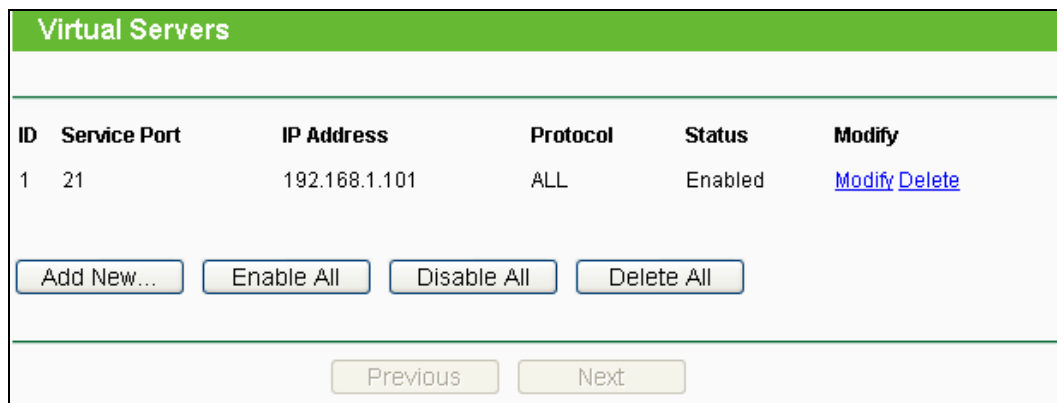 Virtual Servers
ID Service Port IP Address Protocol Status Modify
1 21 192.168.1.101 ALL Enabled Modify Delete
Add New... Enable All Disable All Delete All
Previous Next